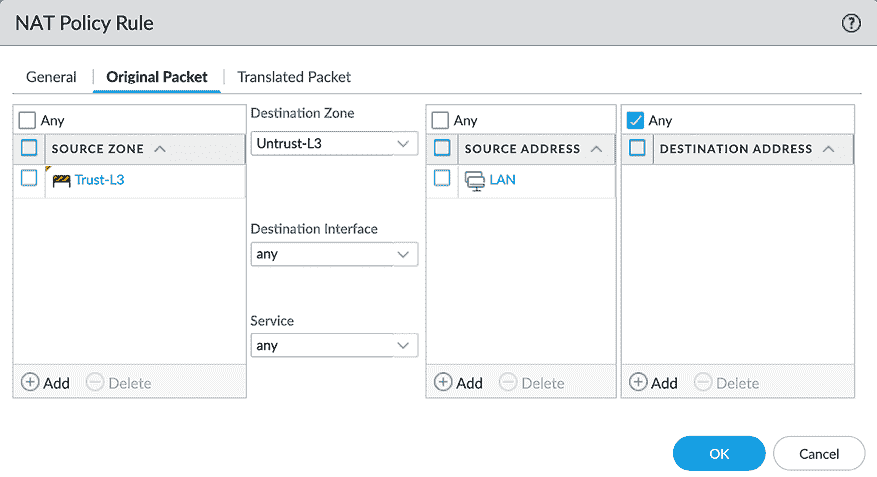 NAT Policy Rule
General
Original Packet
Translated Packet
Any
SOURCE ZONE
Trust-L3
Add
Delete
Destination Zone
Untrust-L3
Destination Interface
any
Service
any
Any
SOURCE ADDRESS
LAN
Add
Delete
Any
DESTINATION ADDRESS
Add
Delete
OK
Cancel